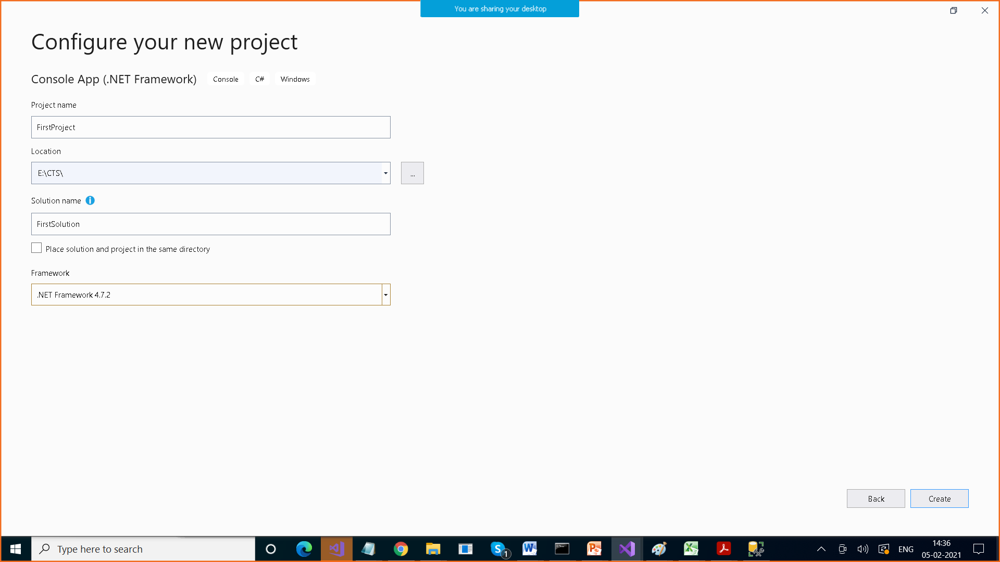 You are sharing your desktop
Configure your new project
Console App (.NET Framework) Console C# Windows
Project name
FirstProject
Location
E:\CTS\
...
Solution name
FirstSolution
Place solution and project in the same directory
Framework
.NET Framework 4.7.2
Back Create
Type here to search
1
ENG
14:36
05-02-2021